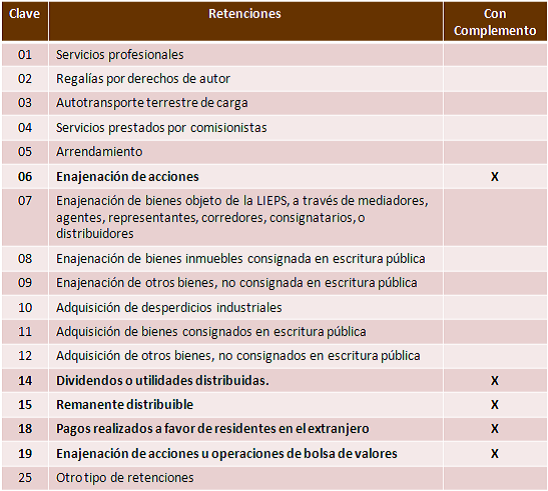 Clave Retenciones Con
Complemento
01 Servicios profesionales
02 Regalías por derechos de autor
03 Autotransporte terrestre de carga
04 Servicios prestados por comisionistas
05 Arrendamiento
06 Enajenación de acciones X
07 Enajenación de bienes objeto de la LIEPS, a través de mediadores,
agentes, representantes, corredores, consignatarios, o
distribuidores
08 Enajenación de bienes inmuebles consignada en escritura pública
09 Enajenación de otros bienes, no consignada en escritura pública
10 Adquisición de desperdicios industriales
11 Adquisición de bienes consignados en escritura pública
12 Adquisición de otros bienes, no consignados en escritura pública
14 Dividendos o utilidades distribuidas. X
15 Remanente distribuible X
18 Pagos realizados a favor de residentes en el extranjero X
19 Enajenación de acciones u operaciones de bolsa de valores X
25 Otro tipo de retenciones